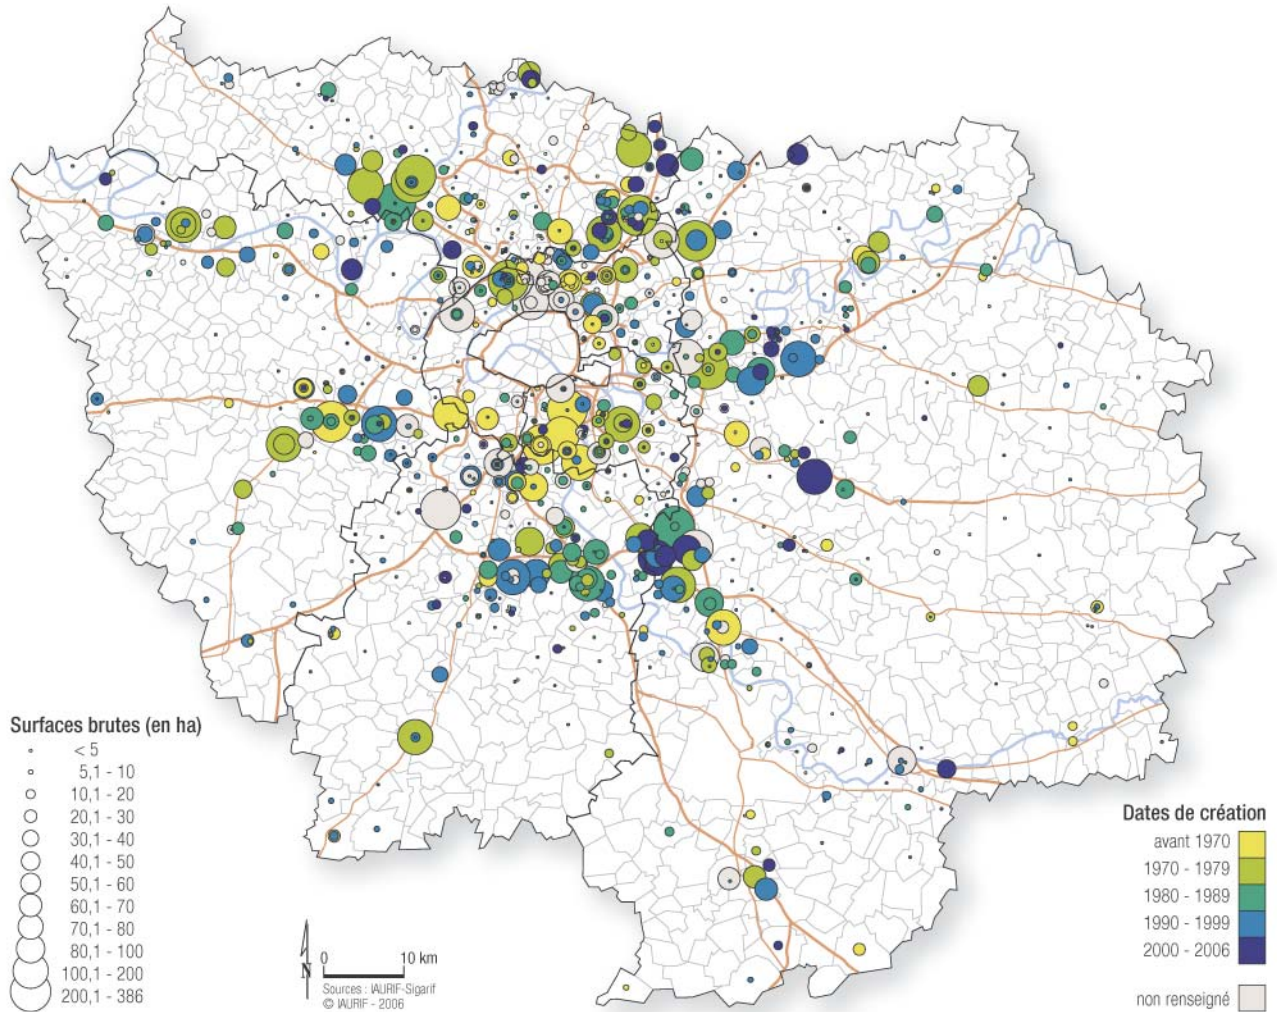 Surfaces brutes (en ha)
< 5
5,1 - 10
10,1 - 20
20,1 - 30
30,1 - 40
40,1 - 50
50,1 - 60
60,1 - 70
70,1 - 80
80,1 - 100
100,1 - 200
200,1 - 386
N
0 10 km
Sources : IAURIF-Sigarif
© IAURIF - 2006
Dates de création
avant 1970
1970 - 1979
1980 - 1989
1990 - 1999
2000 - 2006
non renseigné